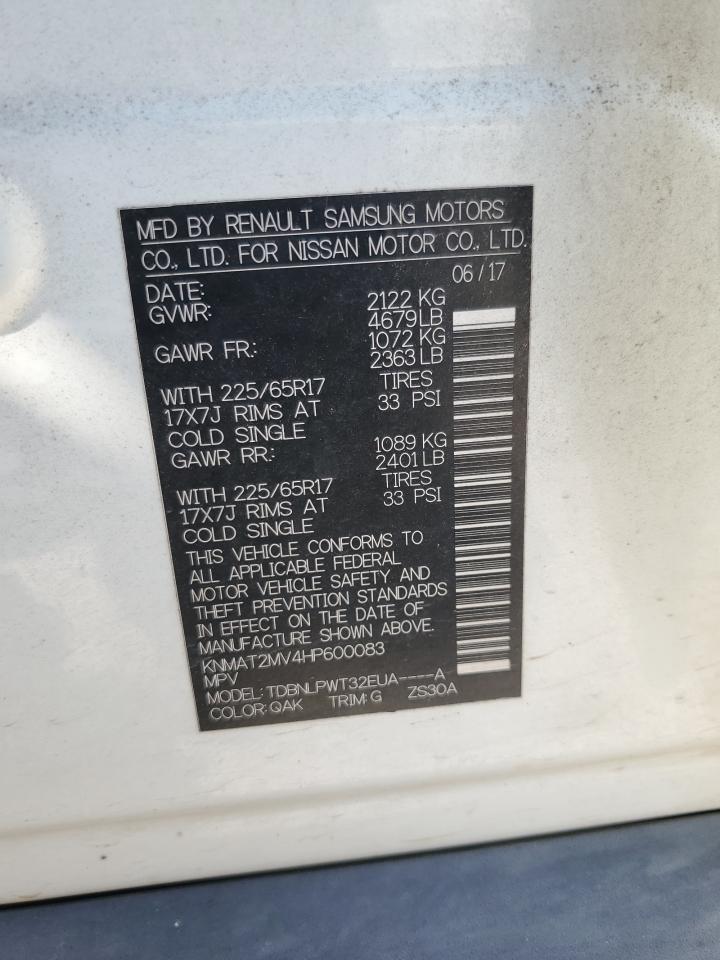 MFD BY RENAULT SAMSUNG MOTORS
CO., LTD. FOR NISSAN MOTOR CO., LTD.
DATE: 06/17
GVWR: 2122 KG
4679 LB
GAWR FR.: 1072 KG
2363 LB
WITH 225/65R17 TIRES
17X7J RIMS AT 33 PSI
COLD SINGLE
GAWR RR.: 1089 KG
2401 LB
WITH 225/65R17 TIRES
17X7J RIMS AT 33 PSI
COLD SINGLE
THIS VEHICLE CONFORMS TO
ALL APPLICABLE FEDERAL
MOTOR VEHICLE SAFETY AND
THEFT PREVENTION STANDARDS
IN EFFECT ON THE DATE OF
MANUFACTURE SHOWN ABOVE.
KNMAT2MV4HP600083
MPV
MODEL: TDBNLPWT32EUA----A
COLOR: QAK TRIM: G ZS30A